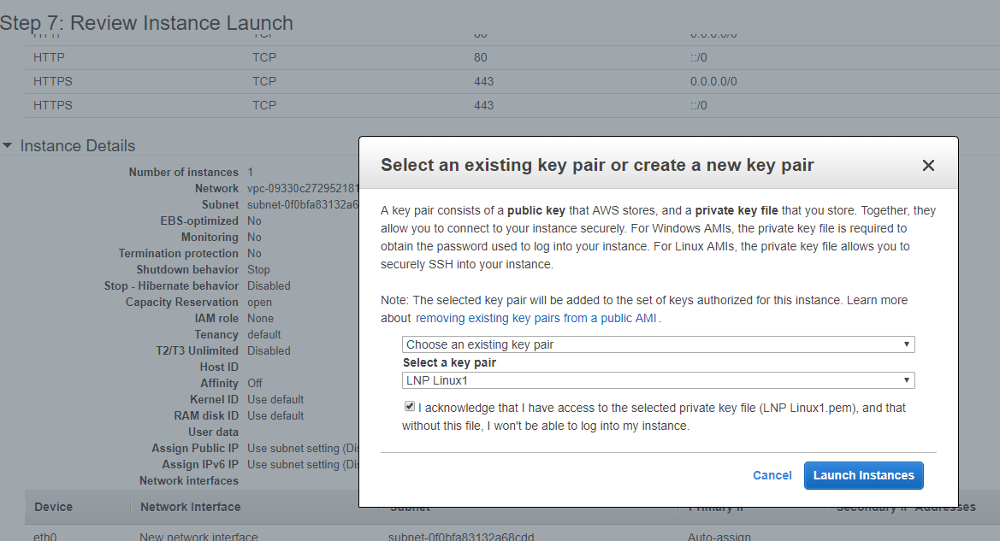 Step 7: Review Instance Launch
HTTP TCP 80 0.0.0.0/0
HTTP TCP 80 ::/0
HTTPS TCP 443 0.0.0.0/0
HTTPS TCP 443 ::/0
Instance Details
Number of instances 1
Network vpc-09330c272952181
Subnet subnet-0f0bfa83132a6
EBS-optimized No
Monitoring No
Termination protection No
Shutdown behavior Stop
Stop - Hibernate behavior Disabled
Capacity Reservation open
IAM role None
Tenancy default
T2/T3 Unlimited Disabled
Host ID
Affinity Off
Kernel ID Use default
RAM disk ID Use default
User data
Assign Public IP Use subnet setting (Dis
Assign IPv6 IP Use subnet setting (Dis
Network interfaces
Device Network Interface Subnet Primary IP Secondary IP Addresses
eth0 New network interface subnet-0f0bfa83132a68cdd Auto-assign
Select an existing key pair or create a new key pair
A key pair consists of a public key that AWS stores, and a private key file that you store. Together, they
allow you to connect to your instance securely. For Windows AMIs, the private key file is required to
obtain the password used to log into your instance. For Linux AMIs, the private key file allows you to
securely SSH into your instance.
Note: The selected key pair will be added to the set of keys authorized for this instance. Learn more
about removing existing key pairs from a public AMI.
Choose an existing key pair
Select a key pair
LNP Linux1
I acknowledge that I have access to the selected private key file (LNP Linux1.pem), and that
without this file, I won't be able to log into my instance.
Cancel Launch Instances